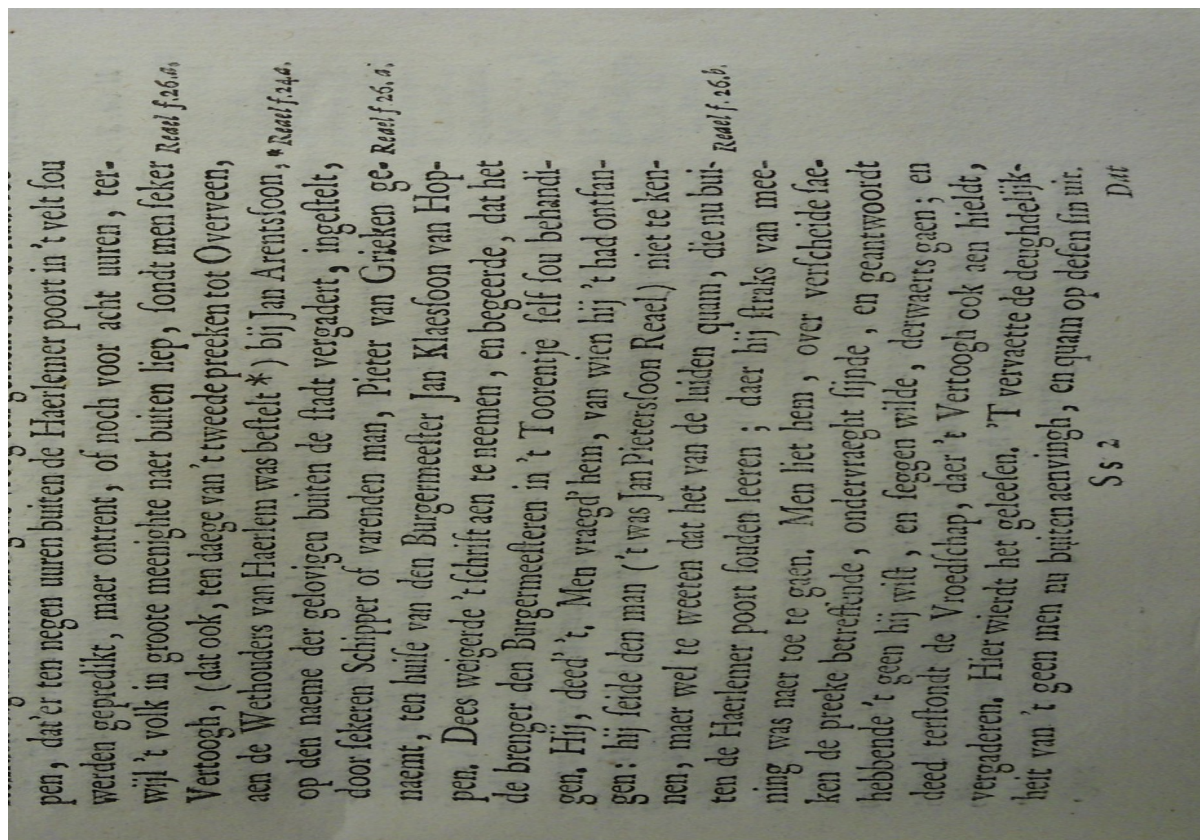 pen, dat'er ten negen uuren buiten de Haerlemer poort in 't velt sou
werden gepredikt, maer ontrent, of noch voor acht uuren, ter-
wijl 't volk in groote meenighte naer buiten liep, sondt men seker Reael f.26.a.
Vertoogh, (dat ook, ten daege van 't tweede preeken tot Overveen,
aen de Wethouders van Haerlem was bestelt *) bij Jan Arentsoon, * Reael f.24.a.
op den naeme der gelovigen buiten de stadt vergadert, ingestelt,
door sekeren Schipper of varenden man, Pieter van Grieken ge- Reael f 26. a.
naemt, ten huise van den Burgermeester Jan Klaessoon van Hop-
pen. Dees weigerde 't schrift aen te neemen, en begeerde, dat het
de brenger den Burgermeesteren in 't Toorentje self sou behandi-
gen. Hij, deed' 't. Men vraegd' hem, van wien hij 't had ontfan-
gen: hij seide den man ('t was Jan Pieterssoon Reael) niet te ken-
nen, maer wel te weeten dat het van de luiden quam, die nu bui- Reael f.26.b.
ten de Haerlemer poort souden leeren; daer hij straks van mee-
ning was naer toe te gaen. Men liet hem, over verscheide sae-
ken de preeke betreffende, ondervraeght sijnde, en geantwoordt
hebbende 't geen hij wist, en seggen wilde, derwaerts gaen; en
deed terstondt de Vroedschap, daer 't Vertoogh ook aen hieldt,
vergaderen. Hier wierdt het geleesen. 'T vervaette de deughdelijk-
heit van 't geen men nu buiten aenvingh, en quam op desen sin uit.
Ss 2
Dat